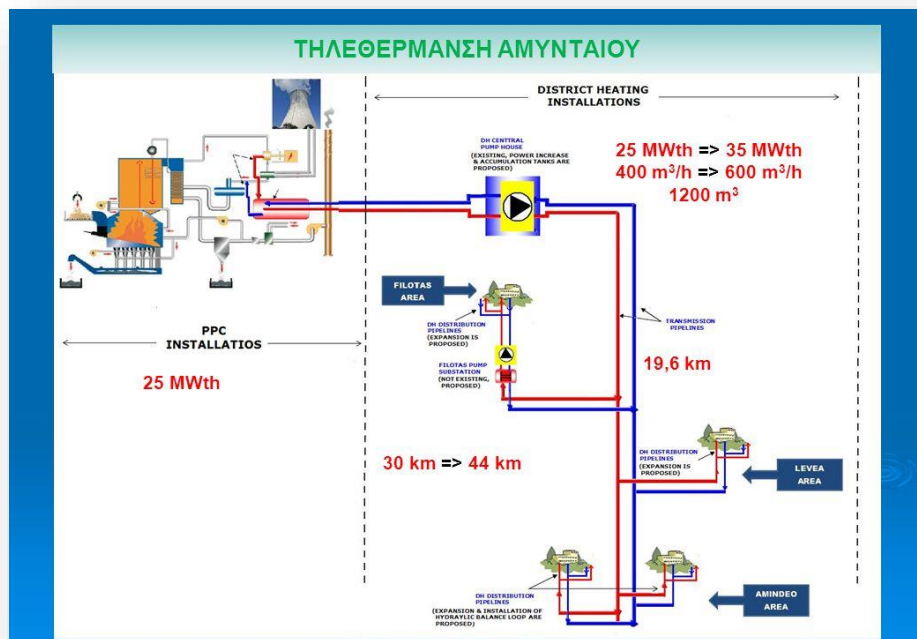 ΤΗΛΕΘΕΡΜΑΝΣΗ ΑΜΥΝΤΑΙΟΥ
DISTRICT HEATING
INSTALLATIONS
DH CENTTRAL
PUMP HOUSE
(EXISTING, POWER INCREASE
& ACCUMULATION TANKS ARE
PROPOSED)
25 MWth => 35 MWth
400 m³/h => 600 m³/h
1200 m³
FILOTAS
AREA
DH DISTRIBUTION
PIPELINES
(EXPANSION IS
PROPOSED)
TRANSMISSION
PIPELINES
PPC
INSTALLATIOS
FILOTAS PUMP
SUBSTATION
(NOT EXISTING,
PROPOSED)
19,6 km
25 MWth
30 km => 44 km
DH DISTRIBUTION
PIPELINES
(EXPANSION IS
PROPOSED)
LEVEA
AREA
DH DISTRIBUTION
PIPELINES
(EXPANSION & INSTALLATION OF
HYDRAYLIC BALANCE LOOP ARE
PROPOSED)
AMINDEO
AREA